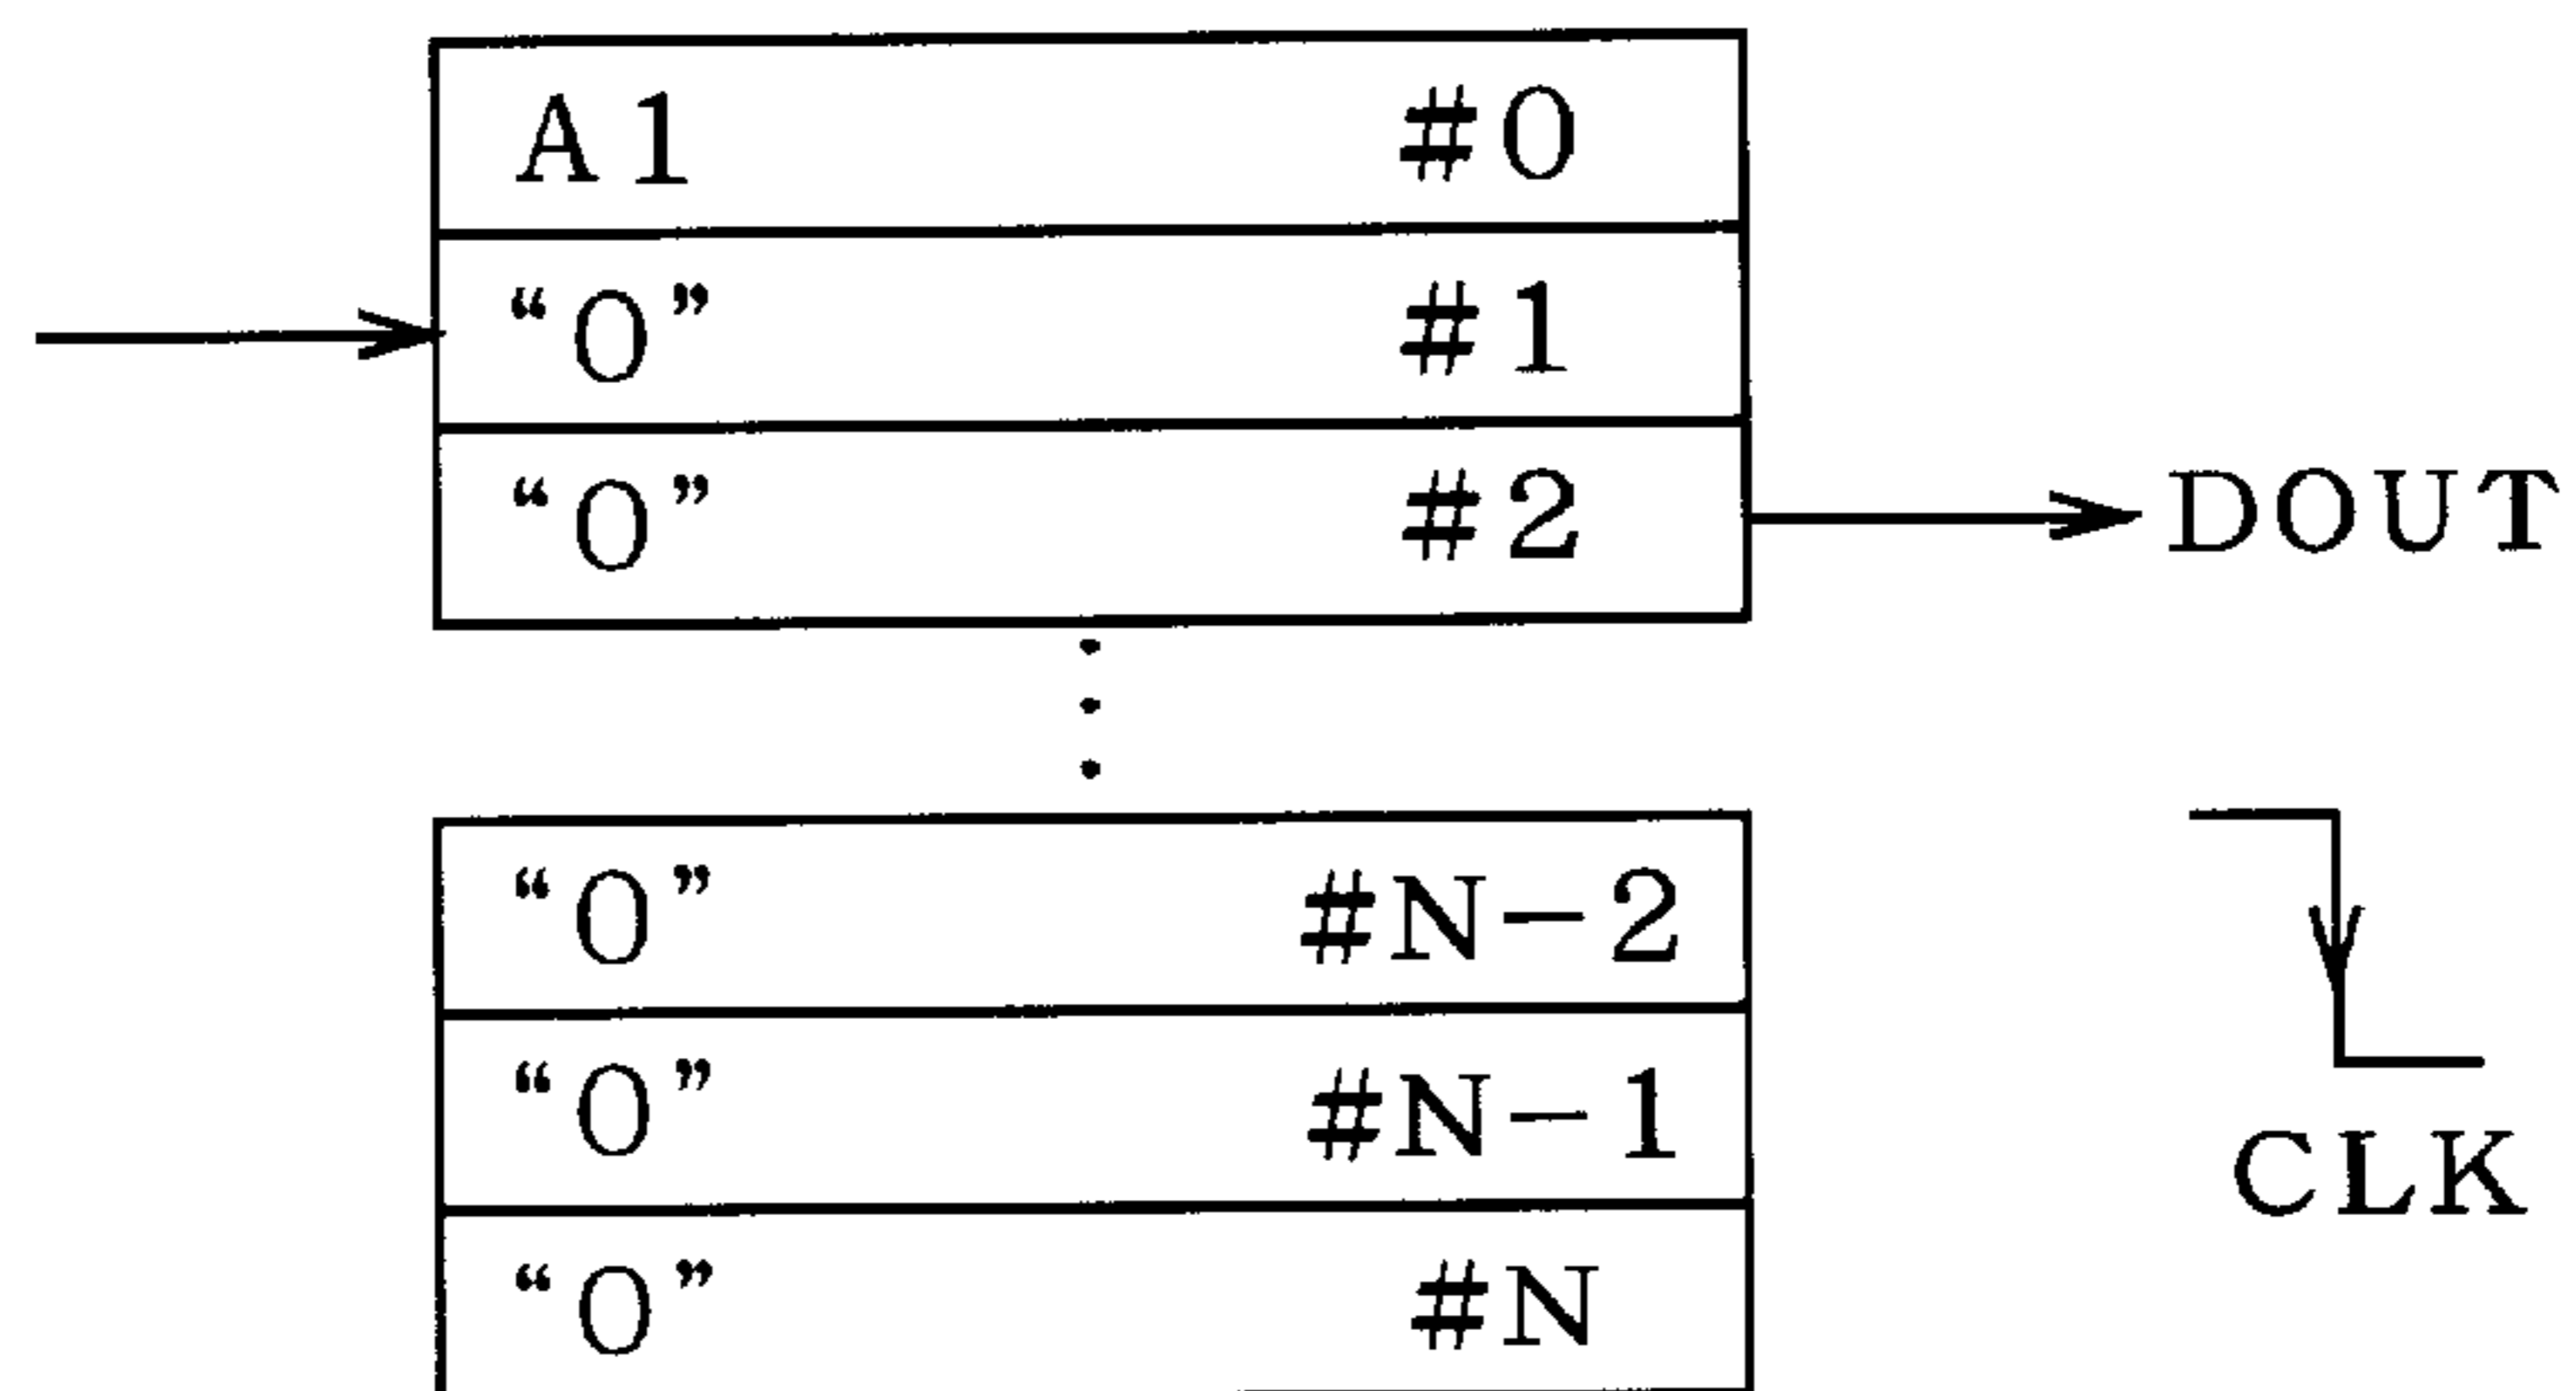 A1 #0
“0” #1
“0” #2
DOUT
“0” #N-2
“0” #N-1
“0” #N
CLK